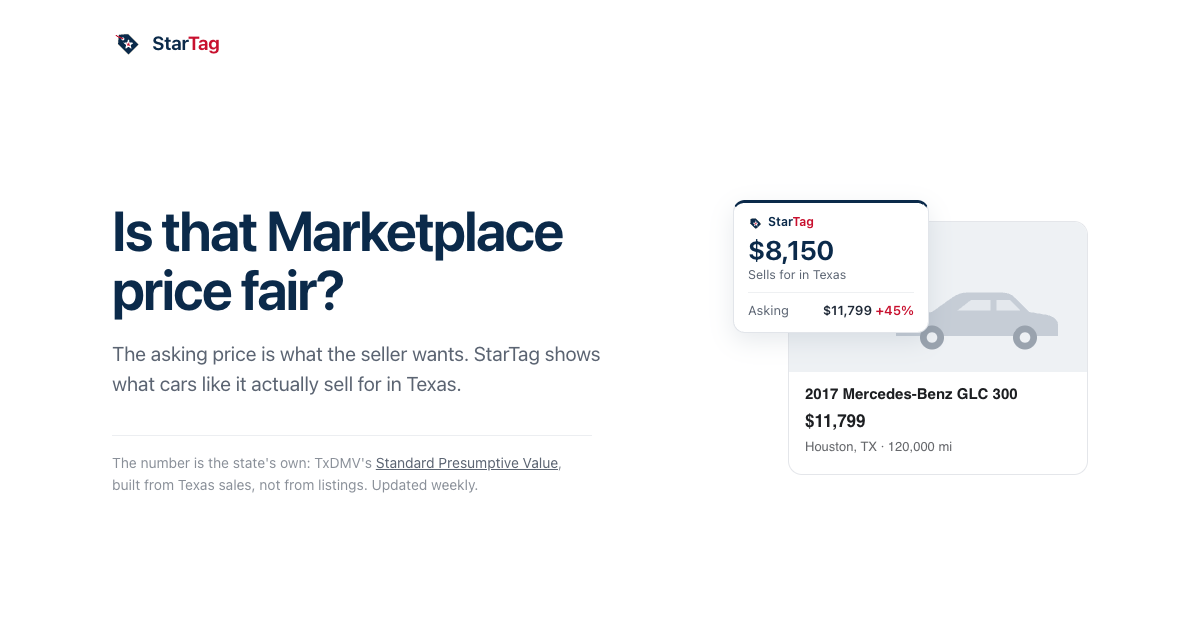 StarTag
Is that Marketplace
price fair?
The asking price is what the seller wants. StarTag shows
what cars like it actually sell for in Texas.
The number is the state's own: TxDMV's Standard Presumptive Value,
built from Texas sales, not from listings. Updated weekly.
StarTag
$8,150
Sells for in Texas
Asking $11,799 +45%
2017 Mercedes-Benz GLC 300
$11,799
Houston, TX · 120,000 mi